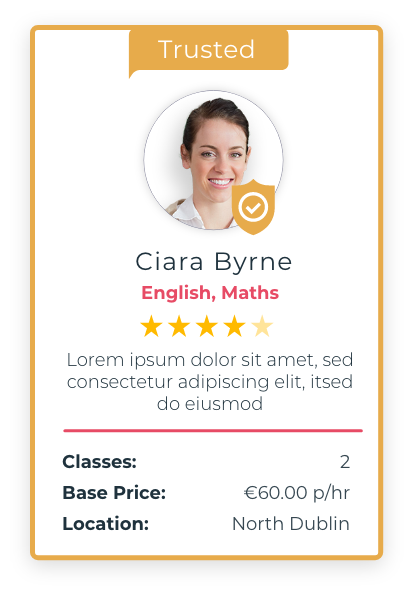 Trusted
Ciara Byrne
English, Maths
Lorem ipsum dolor sit amet, sed
consectetur adipiscing elit, itsed
do eiusmod
Classes: 2
Base Price: €60.00 p/hr
Location: North Dublin